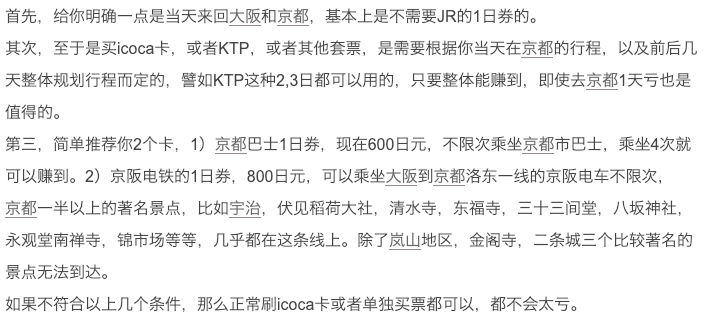 首先，给你明确一点是当天来回大阪和京都，基本上是不需要JR的1日券的。
其次，至于是买icoca卡，或者KTP，或者其他套票，是需要根据你当天在京都的行程，以及前后几
天整体规划行程而定的，譬如KTP这种2,3日都可以用的，只要整体能赚到，即使去京都1天亏也是
值得的。
第三，简单推荐你2个卡，1）京都巴士1日券，现在600日元，不限次乘坐京都市巴士，乘坐4次就
可以赚到。2）京阪电铁的1日券，800日元，可以乘坐大阪到京都洛东一线的京阪电车不限次，
京都一半以上的著名景点，比如宇治，伏见稻荷大社，清水寺，东福寺，三十三间堂，八坂神社，
永观堂南禅寺，锦市场等等，几乎都在这条线上。除了岚山地区，金阁寺，二条城三个比较著名的
景点无法到达。
如果不符合以上几个条件，那么正常刷icoca卡或者单独买票都可以，都不会太亏。